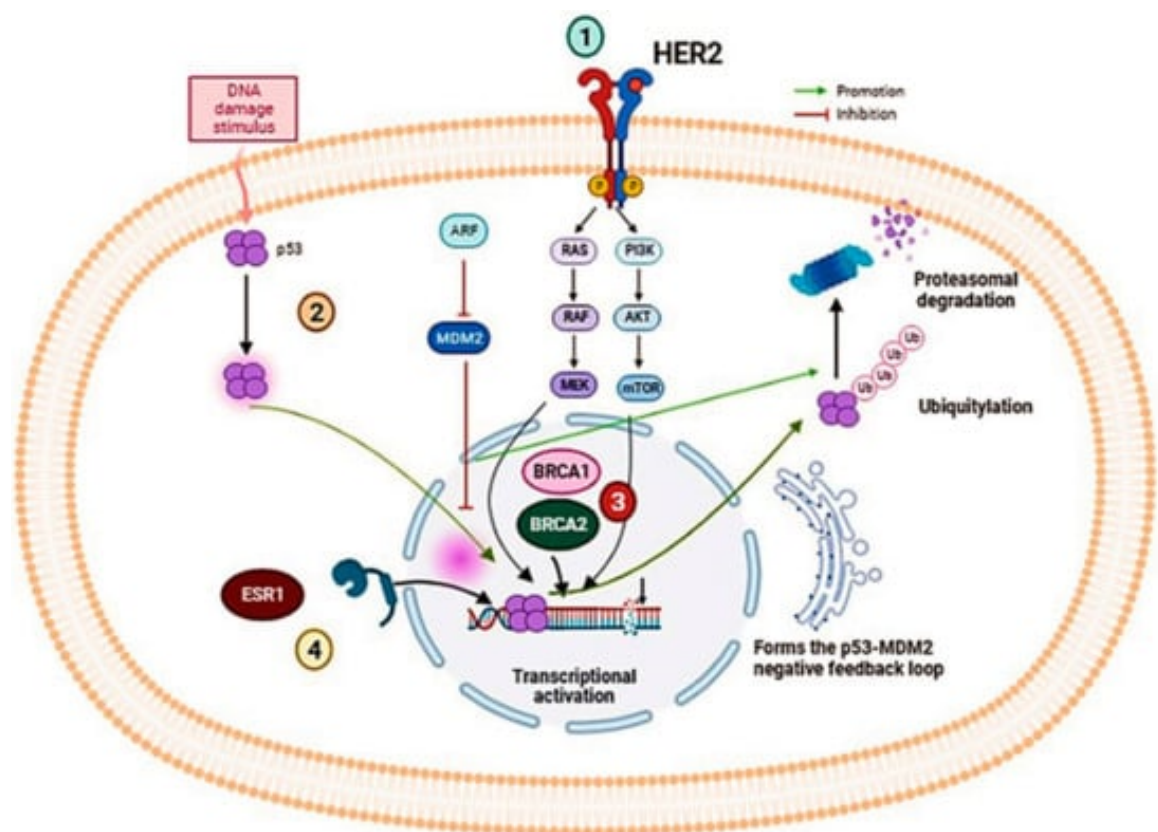 1
HER2
DNA
damage
stimulus
Promotion
Inhibition
P
P
p53
ARF
RAS
PI3K
2
MDM2
RAF
AKT
MEK
mTOR
Proteasomal
degradation
Ub
Ub
Ub
Ub
Ubiquitylation
BRCA1
3
BRCA2
ESR1
4
Transcriptional
activation
Forms the p53-MDM2
negative feedback loop